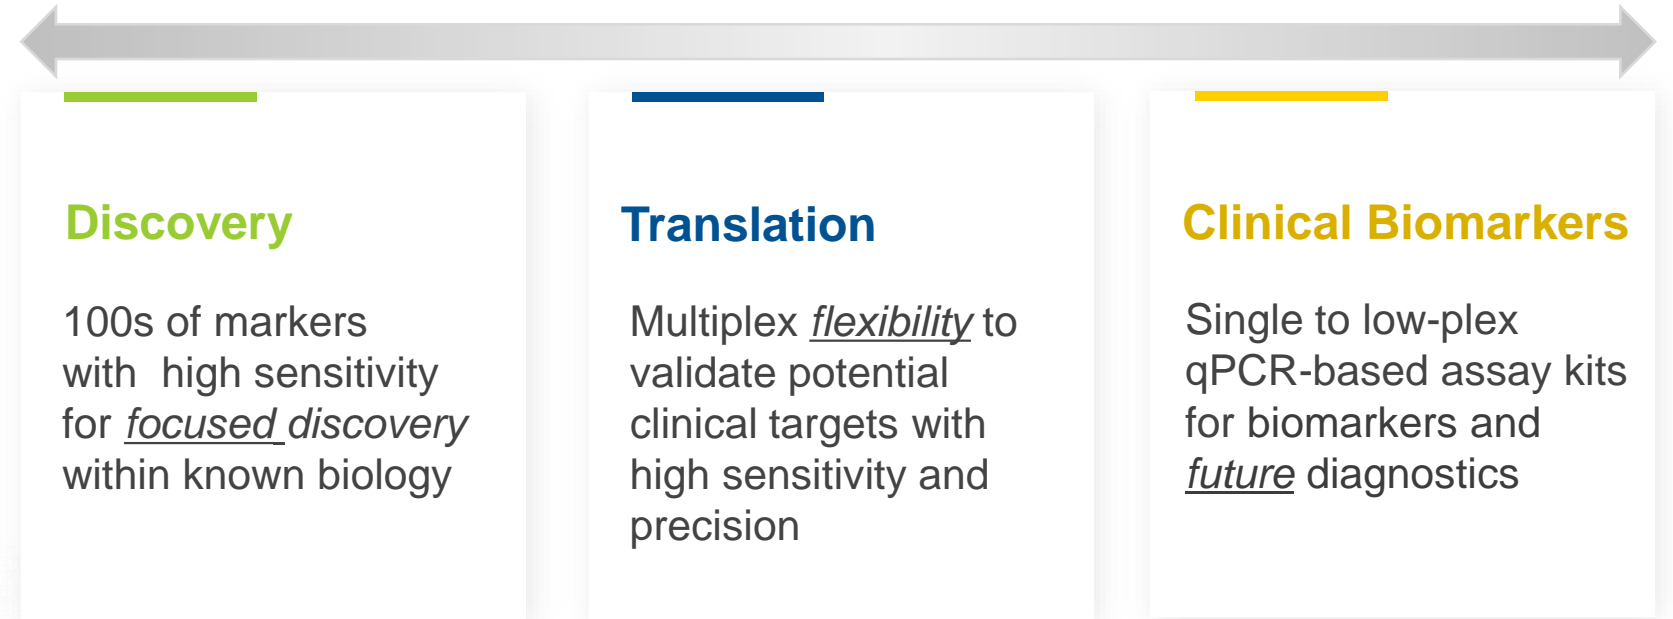 Discovery
100s of markers
with  high sensitivity
for focused discovery
within known biology
Translation
Multiplex flexibility to
validate potential
clinical targets with
high sensitivity and
precision
Clinical Biomarkers
Single to low-plex
qPCR-based assay kits
for biomarkers and
future diagnostics